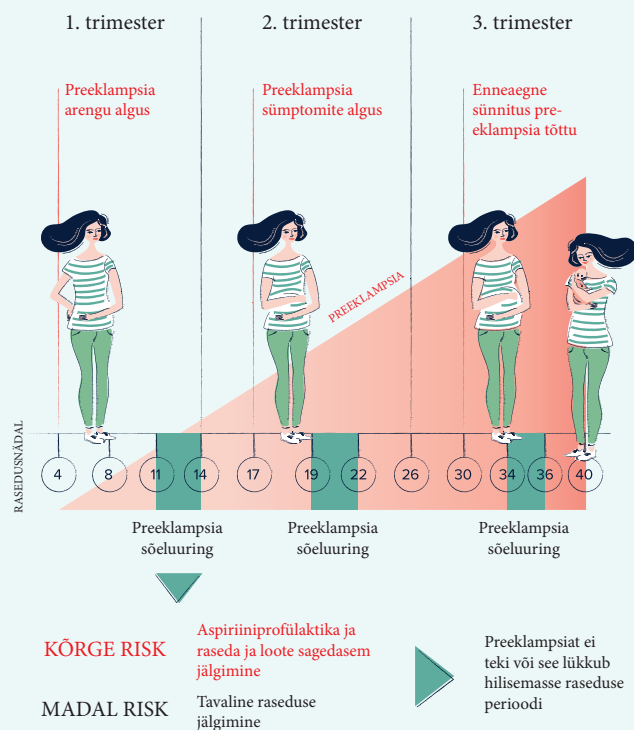 1. trimester
2. trimester
3. trimester
Preeklampsia
arengu algus
Preeklampsia
sümptomite algus
Enneaegne
sünnitus pre-
eklampsia tõttu
PREEKLAMPSIA
RASEDUSNÄDAL
4
8
11
14
17
19
22
26
30
34
36
40
Preeklampsia
sõeluuring
Preeklampsia
sõeluuring
Preeklampsia
sõeluuring
KÕRGE RISK
Aspiriiniprofülaktika ja
raseda ja loote sagedasem
jälgimine
MADAL RISK
Tavaline raseduse
jälgimine
Preeklampsiat ei
teki või see lükkub
hilisemasse raseduse
perioodi